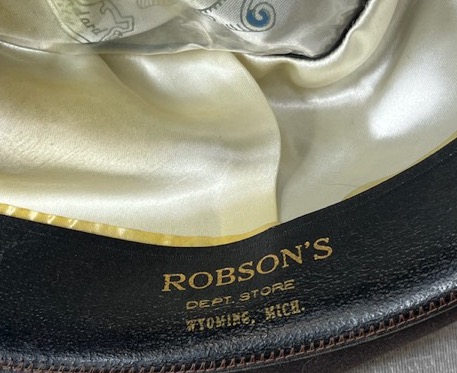 ROBSON'S
DEPT. STORE
WYOMING, MICH.